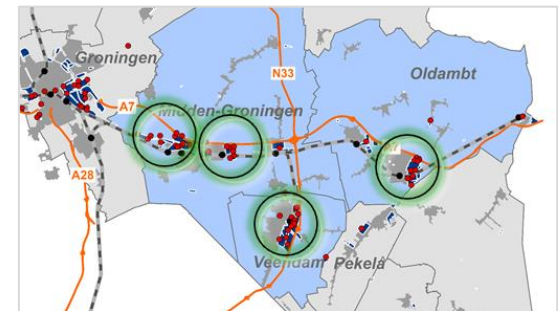 Groningen
N33
Oldambt
A7
Midden-Groningen
A28
Veendam
Pekela